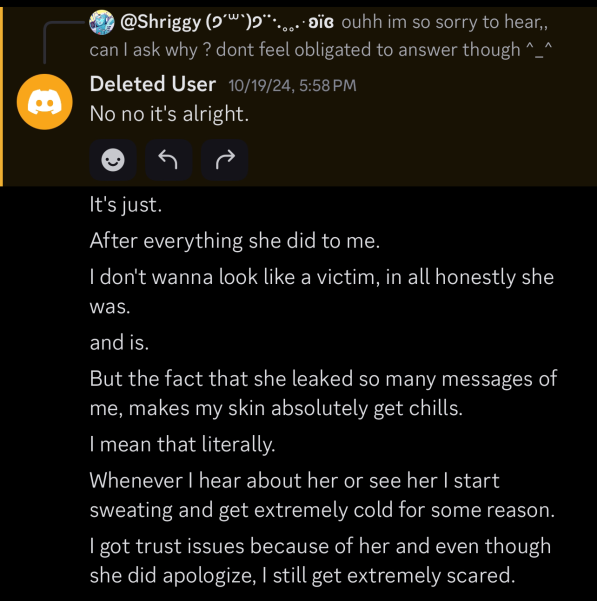 @Shriggy (੭ˊ꒳ˋ)੭¨·.｡｡.·ʚïɞ ouhh im so sorry to hear,,
can I ask why ? dont feel obligated to answer though ^_^
Deleted User 10/19/24, 5:58 PM
No no it's alright.
It's just.
After everything she did to me.
I don't wanna look like a victim, in all honestly she
was.
and is.
But the fact that she leaked so many messages of
me, makes my skin absolutely get chills.
I mean that literally.
Whenever I hear about her or see her I start
sweating and get extremely cold for some reason.
I got trust issues because of her and even though
she did apologize, I still get extremely scared.